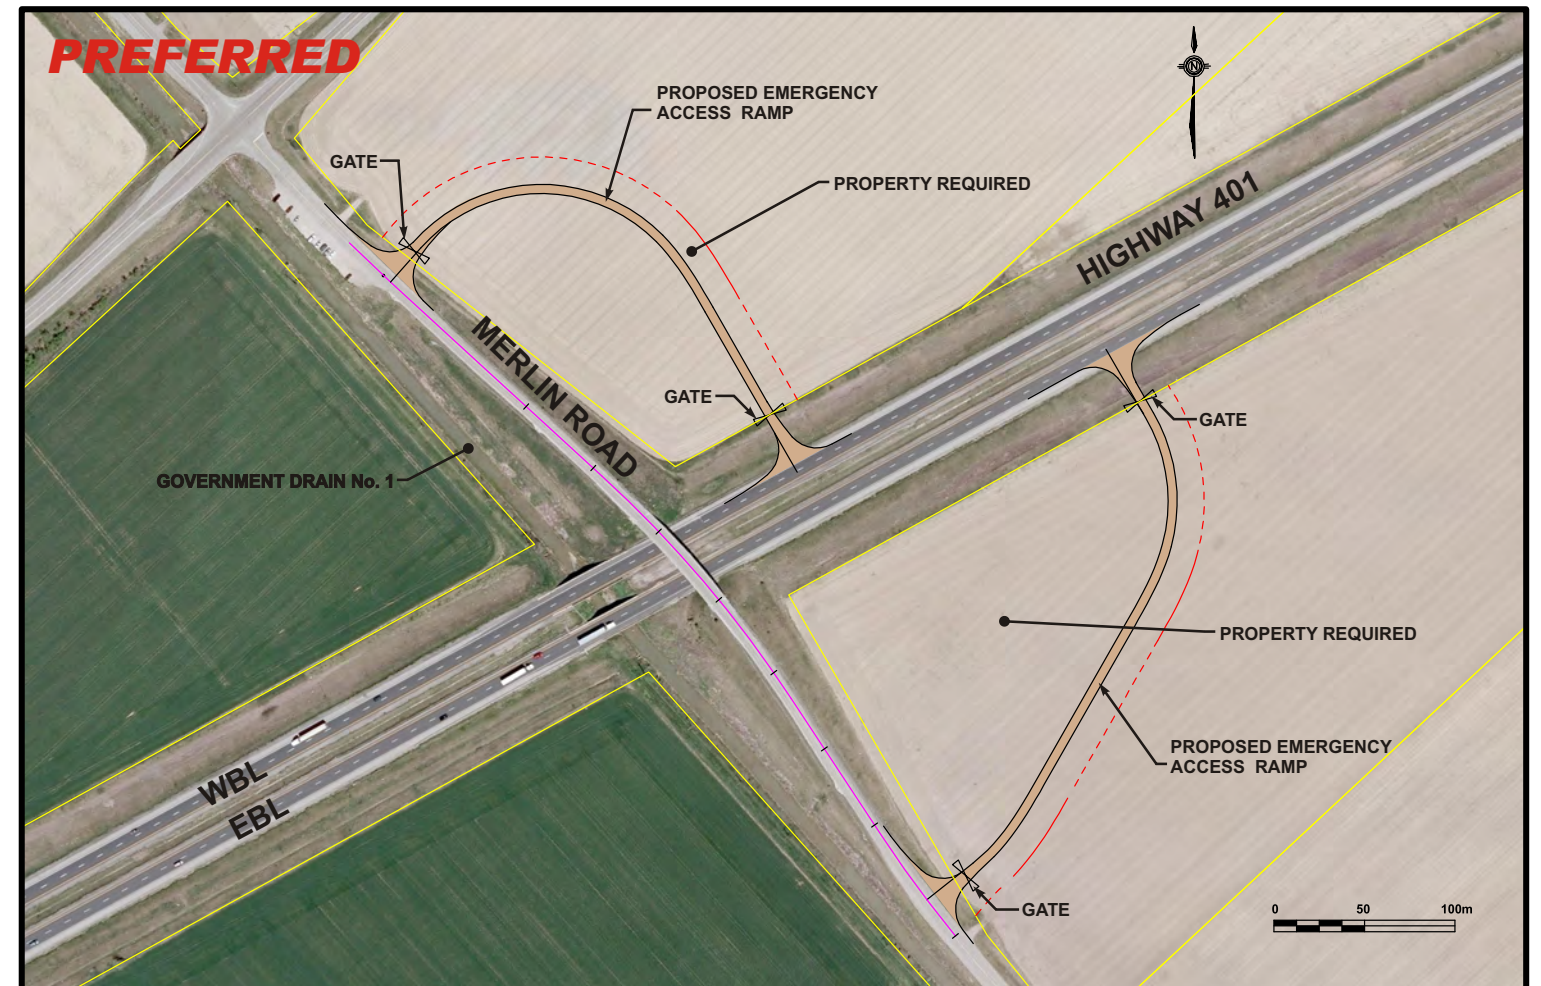 PREFERRED
PROPOSED EMERGENCY
ACCESS RAMP
N
GATE
PROPERTY REQUIRED
HIGHWAY 401
MERLIN ROAD
GATE
GATE
GOVERNMENT DRAIN No. 1
PROPERTY REQUIRED
WBL
EBL
PROPOSED EMERGENCY
ACCESS RAMP
GATE
0 50 100m